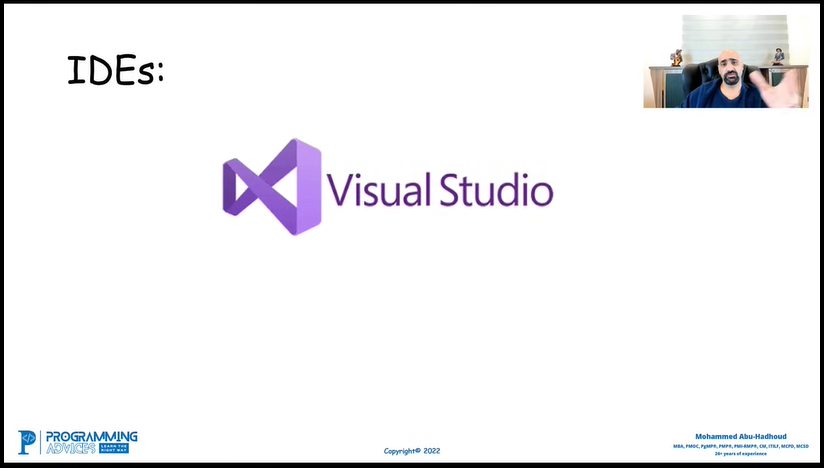 IDEs:
Visual Studio
PROGRAMMING
ADVICES LEARN THE RIGHT WAY
Copyright© 2022
Mohammed Abu-Hadhoud
MBA, PMOC, PgMP®, PMP®, PMI-RMP®, CM, ITILF, MCPD, MCSD
26+ years of experience